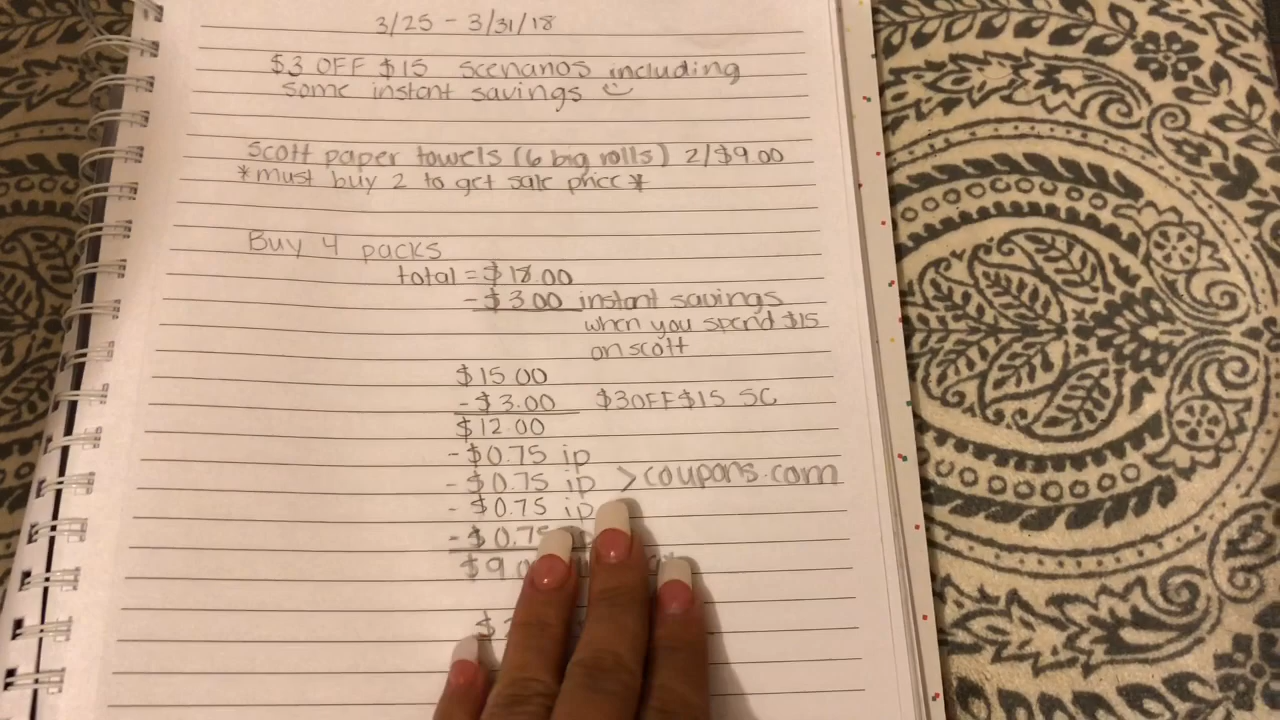 3/25 - 3/31/18
$3 OFF $15 scenarios including
some instant savings
Scott paper towels (6 big rolls) 2/$9.00
*must buy 2 to get sale price*
Buy 4 packs
total = $18.00
- $3.00 instant savings
when you spend $15
on scott
$15.00
- $3.00 $3OFF$15 SC
$12.00
- $0.75 ip
- $0.75 ip >coupons.com
- $0.75 ip
- $0.75
$9
$